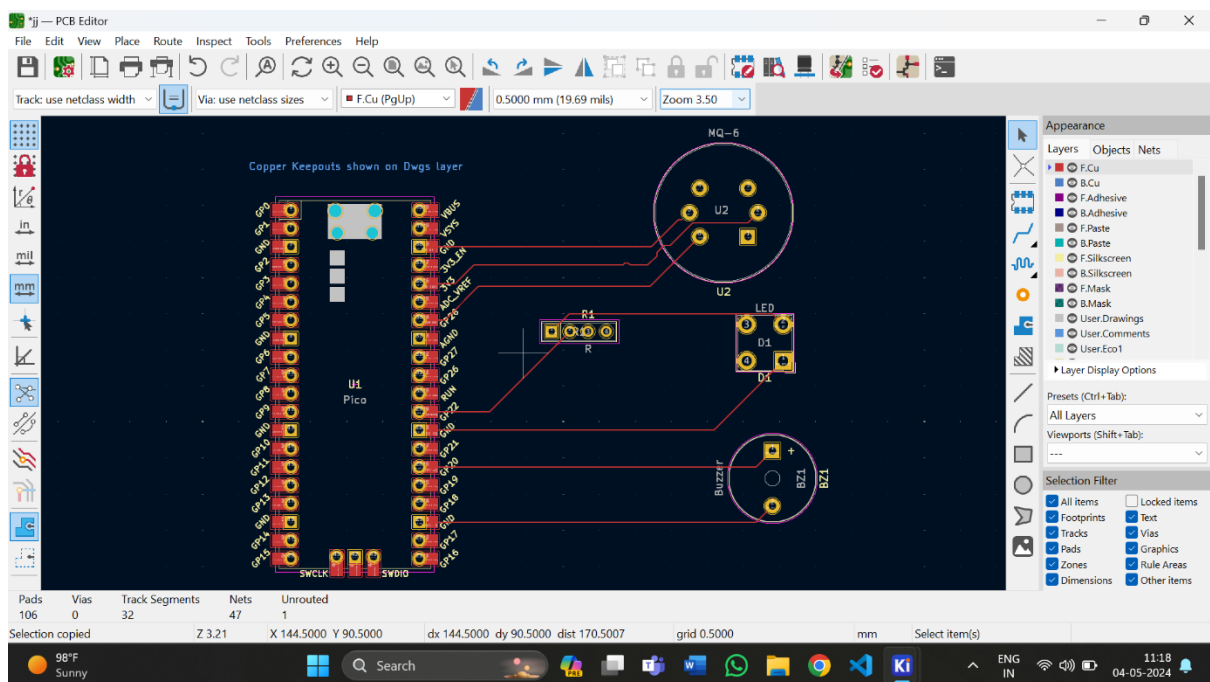 *jj — PCB Editor
File Edit View Place Route Inspect Tools Preferences Help
Track: use netclass width Via: use netclass sizes F.Cu (PgUp) 0.5000 mm (19.69 mils) Zoom 3.50
in
mil
mm
Copper Keepouts shown on Dwgs layer
MQ-6
U2
U2
GP0
GP1
GND
GP2
GP3
GP4
GP5
GND
GP6
GP7
GP8
GP9
GND
GP10
GP11
GP12
GP13
GND
GP14
GP15
VBUS
VSYS
GND
3V3_EN
3V3
ADC_VREF
GP28
AGND
GP27
GP26
RUN
GP22
GND
GP21
GP20
GP19
GP18
GND
GP17
GP16
U1
Pico
SWCLK SWDIO
R1
R
LED
3
D1
4
D1
Buzzer
+
BZ1
BZ1
Appearance
Layers Objects Nets
F.Cu
B.Cu
F.Adhesive
B.Adhesive
F.Paste
B.Paste
F.Silkscreen
B.Silkscreen
F.Mask
B.Mask
User.Drawings
User.Comments
User.Eco1
Layer Display Options
Presets (Ctrl+Tab):
All Layers
Viewports (Shift+Tab):
---
Selection Filter
All items Locked items
Footprints Text
Tracks Vias
Pads Graphics
Zones Rule Areas
Dimensions Other items
Pads Vias Track Segments Nets Unrouted
106 0 32 47 1
Selection copied Z 3.21 X 144.5000 Y 90.5000 dx 144.5000 dy 90.5000 dist 170.5007 grid 0.5000 mm Select item(s)
98°F
Sunny
Search
PRE
Ki
ENG
IN
11:18
04-05-2024